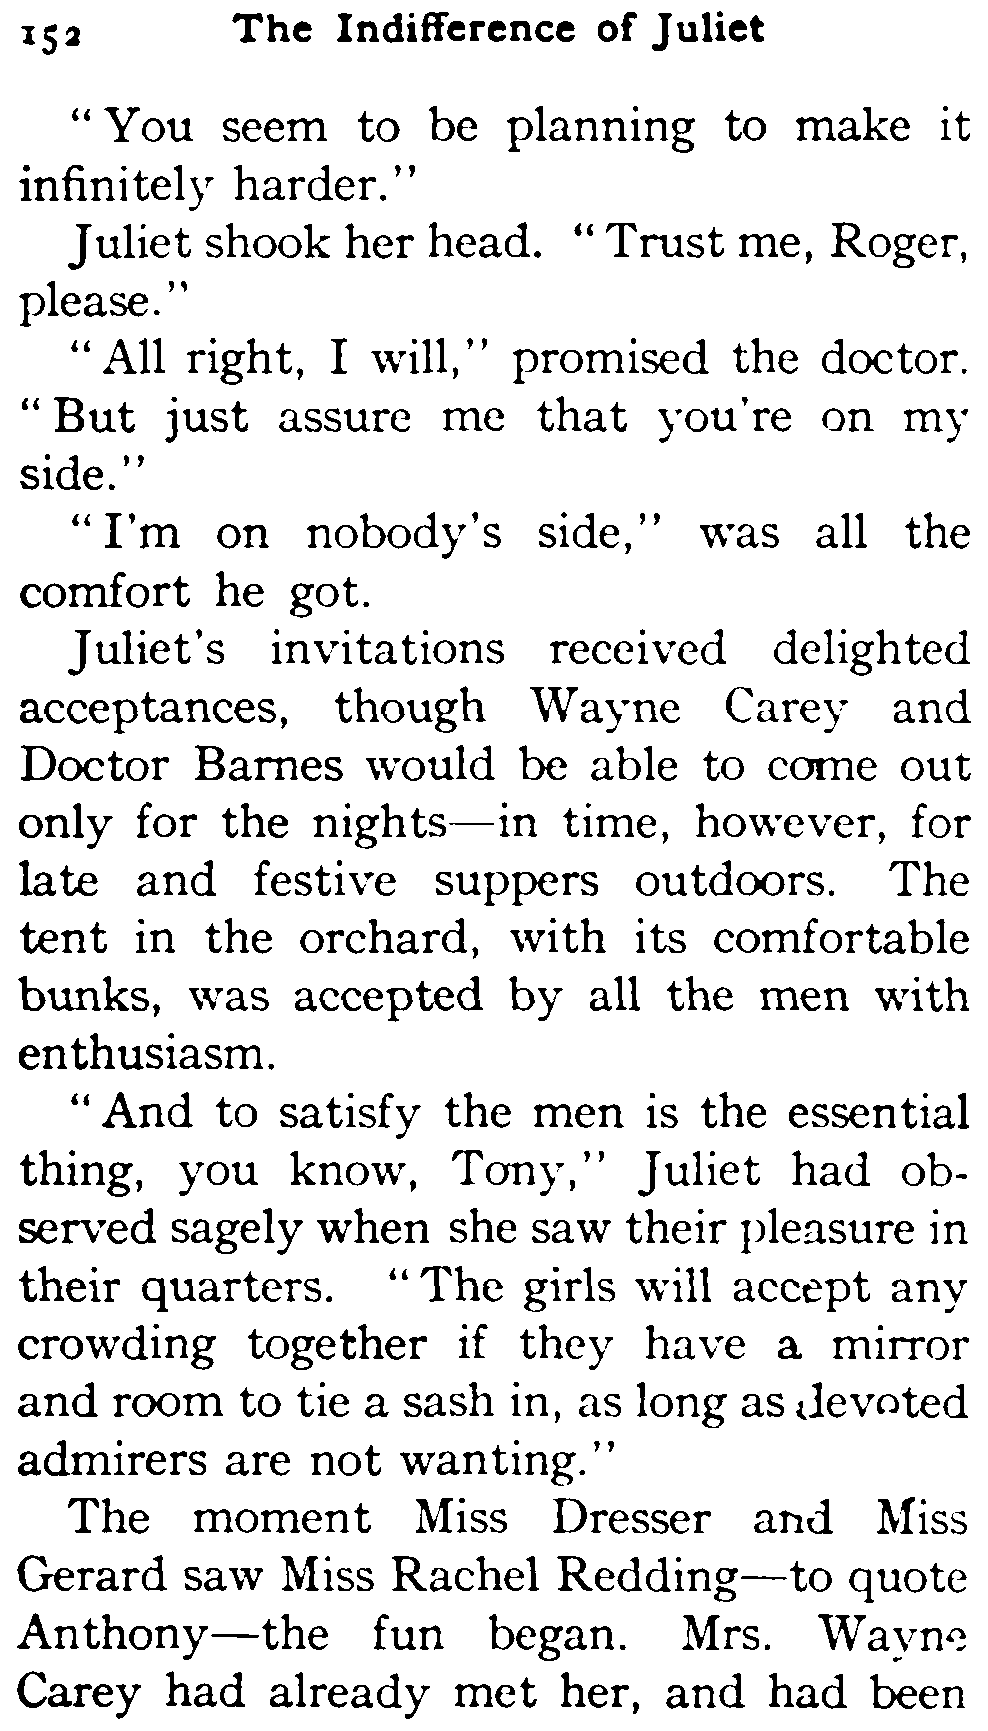 152 The Indifference of Juliet
"You seem to be planning to make it
infinitely harder."
Juliet shook her head. "Trust me, Roger,
please."
"All right, I will," promised the doctor.
"But just assure me that you're on my
side."
"I'm on nobody's side," was all the
comfort he got.
Juliet's invitations received delighted
acceptances, though Wayne Carey and
Doctor Barnes would be able to come out
only for the nights—in time, however, for
late and festive suppers outdoors. The
tent in the orchard, with its comfortable
bunks, was accepted by all the men with
enthusiasm.
"And to satisfy the men is the essential
thing, you know, Tony," Juliet had ob-
served sagely when she saw their pleasure in
their quarters. "The girls will accept any
crowding together if they have a mirror
and room to tie a sash in, as long as devoted
admirers are not wanting."
The moment Miss Dresser and Miss
Gerard saw Miss Rachel Redding—to quote
Anthony—the fun began. Mrs. Wayne
Carey had already met her, and had been